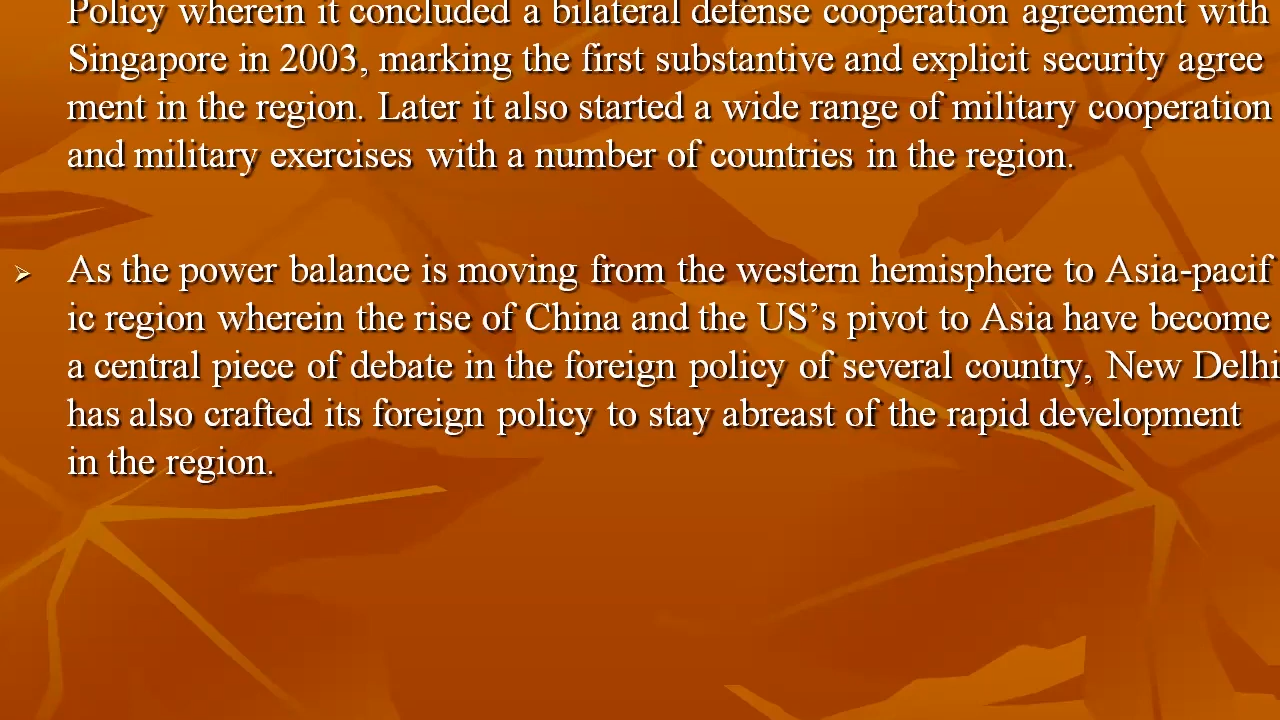 Policy wherein it concluded a bilateral defense cooperation agreement with
Singapore in 2003, marking the first substantive and explicit security agree
ment in the region. Later it also started a wide range of military cooperation
and military exercises with a number of countries in the region.
➢ As the power balance is moving from the western hemisphere to Asia-pacif
ic region wherein the rise of China and the US’s pivot to Asia have become
a central piece of debate in the foreign policy of several country, New Delhi
has also crafted its foreign policy to stay abreast of the rapid development
in the region.